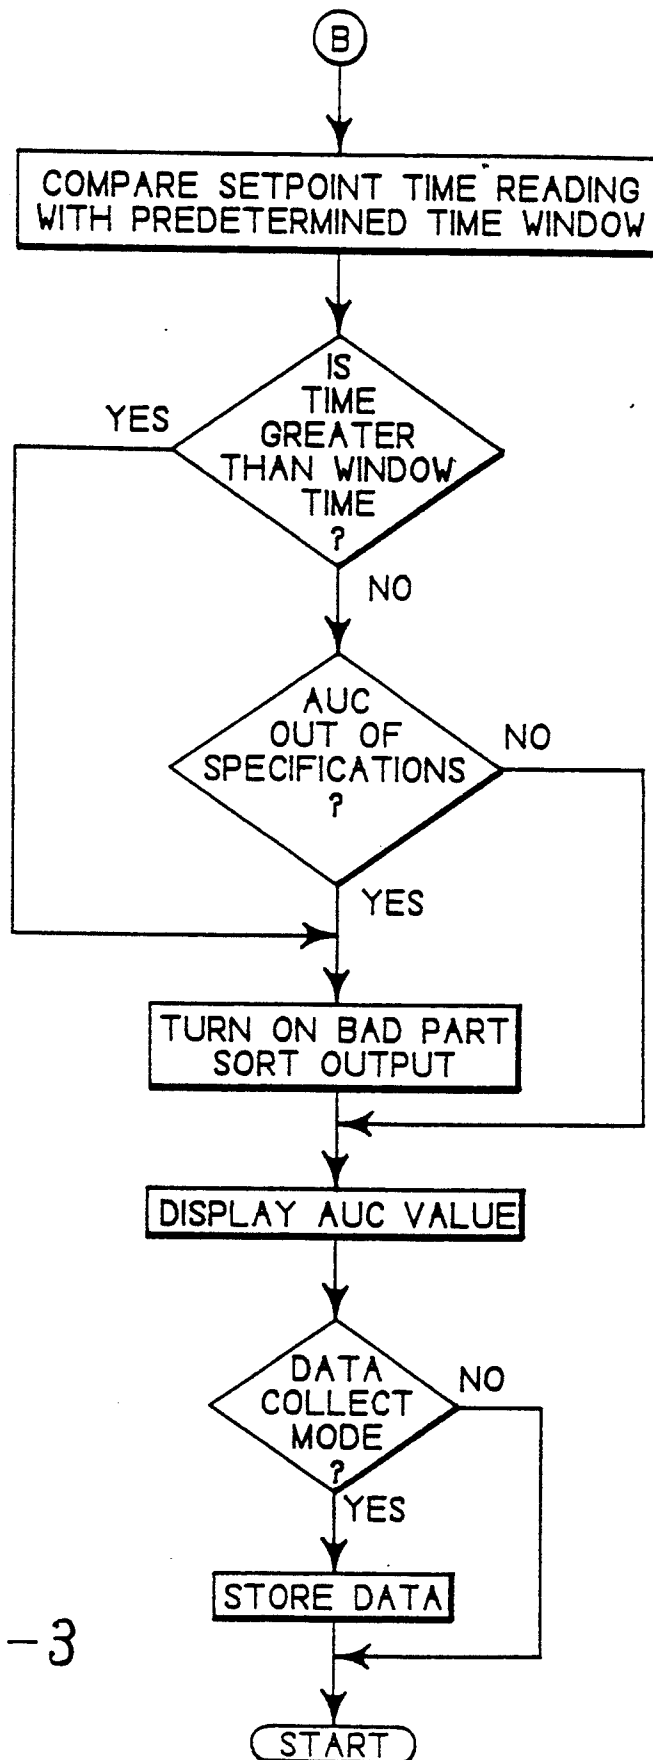 B
COMPARE SETPOINT TIME READING
WITH PREDETERMINED TIME WINDOW
IS
TIME
GREATER
THAN WINDOW
TIME
?
YES
NO
AUC
OUT OF
SPECIFICATIONS
?
NO
YES
TURN ON BAD PART
SORT OUTPUT
DISPLAY AUC VALUE
DATA
COLLECT
MODE
?
NO
YES
STORE DATA
-3
START